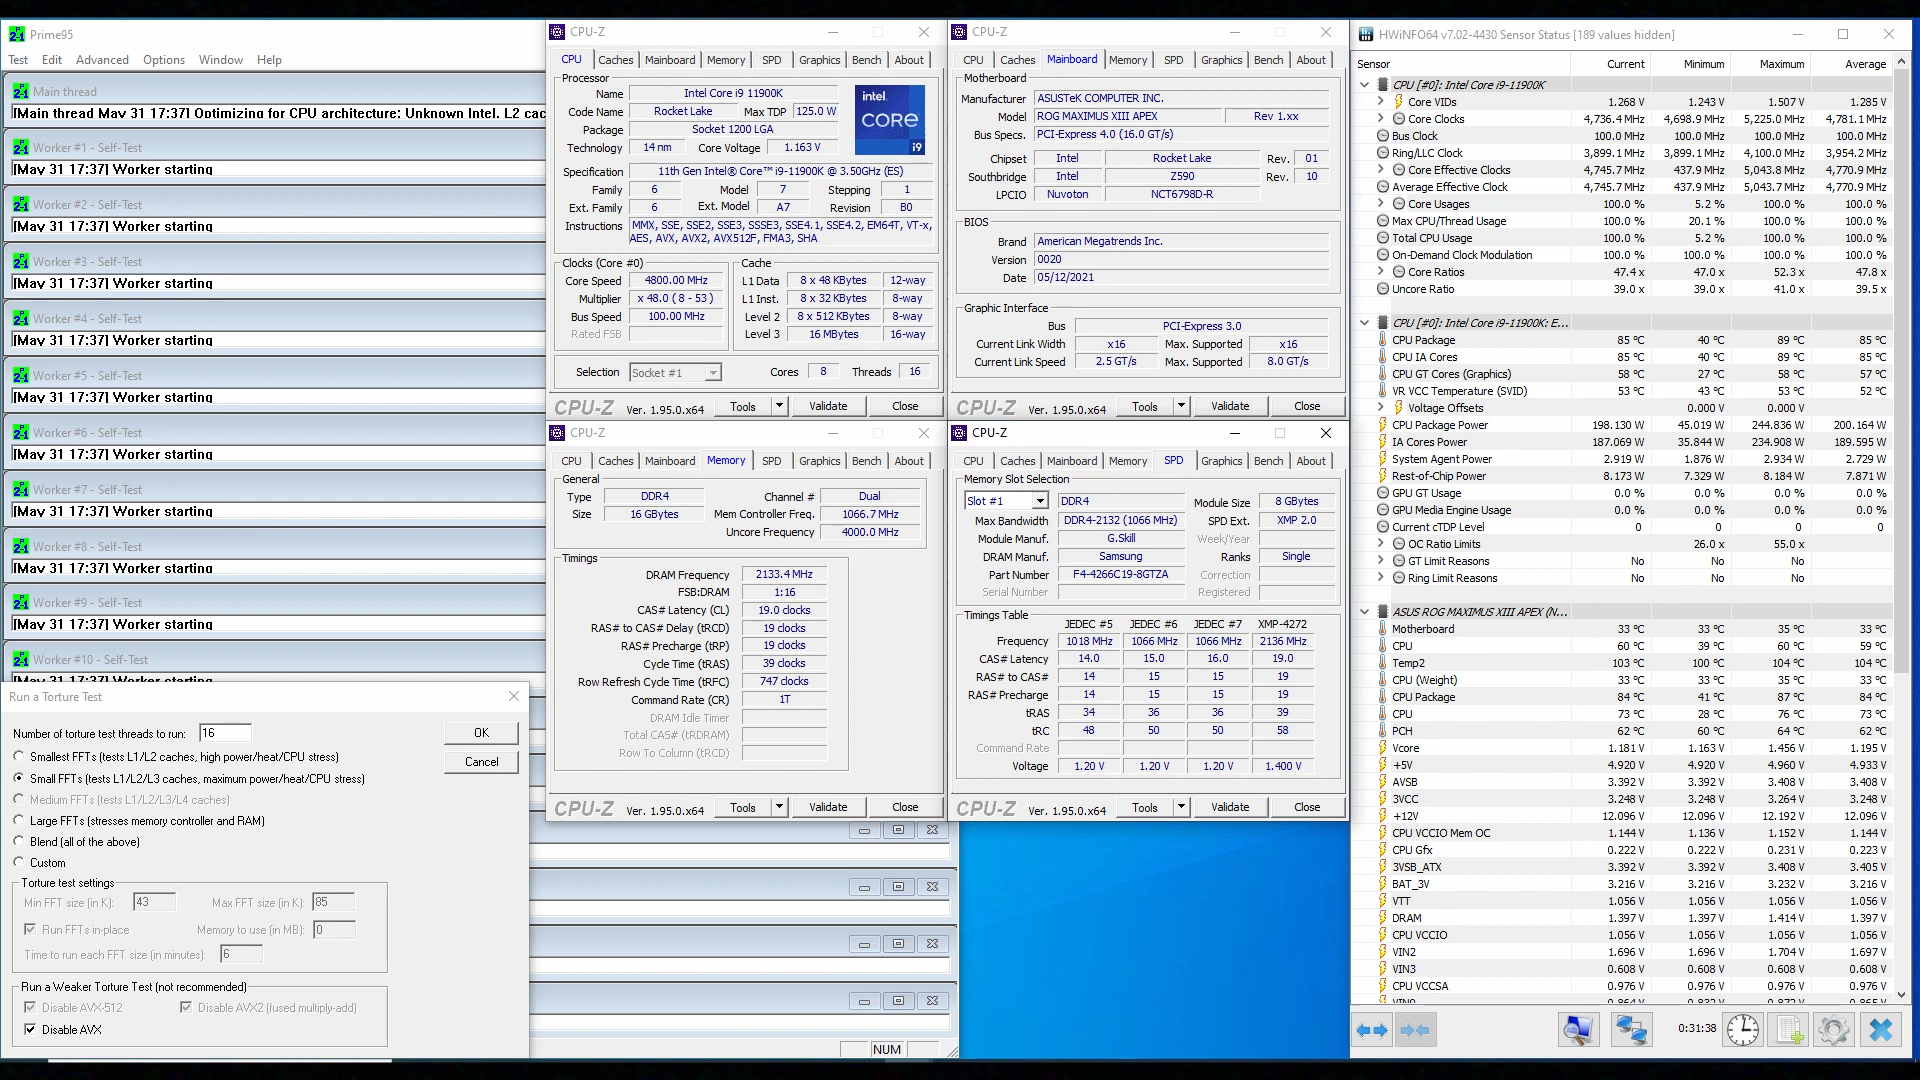 Prime95
Test Edit Advanced Options Window Help
Main thread
[Main thread May 31 17:37] Optimizing for CPU architecture: Unknown Intel, L2 cac
Worker #1 - Self-Test
[May 31 17:37] Worker starting
Worker #2 - Self-Test
[May 31 17:37] Worker starting
Worker #3 - Self-Test
[May 31 17:37] Worker starting
Worker #4 - Self-Test
[May 31 17:37] Worker starting
Worker #5 - Self-Test
[May 31 17:37] Worker starting
Worker #6 - Self-Test
[May 31 17:37] Worker starting
Worker #7 - Self-Test
[May 31 17:37] Worker starting
Worker #8 - Self-Test
[May 31 17:37] Worker starting
Worker #9 - Self-Test
[May 31 17:37] Worker starting
Worker #10 - Self-Test
Run a Torture Test
Number of torture test threads to run: 16
OK
Smallest FFTs (tests L1/L2 caches, high power/heat/CPU stress)
Cancel
Small FFTs (tests L1/L2/L3 caches, maximum power/heat/CPU stress)
Medium FFTs (tests L1/L2/L3/L4 caches)
Large FFTs (stresses memory controller and RAM)
Blend (all of the above)
Custom
Torture test settings
Min FFT size (in K): 43 Max FFT size (in K): 85
Run FFTs in-place Memory to use (in MB): 0
Time to run each FFT size (in minutes): 6
Run a Weaker Torture Test (not recommended)
Disable AVX-512 Disable AVX2 (fused multiply-add)
Disable AVX
NUM
CPU-Z
CPU Caches Mainboard Memory SPD Graphics Bench About
Processor
Name Intel Core i9 11900K
Code Name Rocket Lake Max TDP 125.0 W
Package Socket 1200 LGA
Technology 14 nm Core Voltage 1.163 V
intel CORE i9
Specification 11th Gen Intel® Core™ i9-11900K @ 3.50GHz (ES)
Family 6 Model 7 Stepping 1
Ext. Family 6 Ext. Model A7 Revision B0
Instructions MMX, SSE, SSE2, SSE3, SSSE3, SSE4.1, SSE4.2, EM64T, VT-x,
AES, AVX, AVX2, AVX512F, FMA3, SHA
Clocks (Core #0) Cache
Core Speed 4800.00 MHz L1 Data 8 x 48 KBytes 12-way
Multiplier x 48.0 ( 8 - 53 ) L1 Inst. 8 x 32 KBytes 8-way
Bus Speed 100.00 MHz Level 2 8 x 512 KBytes 8-way
Rated FSB Level 3 16 MBytes 16-way
Selection Socket #1 Cores 8 Threads 16
CPU-Z Ver. 1.95.0.x64 Tools Validate Close
CPU-Z
CPU Caches Mainboard Memory SPD Graphics Bench About
Motherboard
Manufacturer ASUSTeK COMPUTER INC.
Model ROG MAXIMUS XIII APEX Rev 1.xx
Bus Specs. PCI-Express 4.0 (16.0 GT/s)
Chipset Intel Rocket Lake Rev. 01
Southbridge Intel Z590 Rev. 10
LPCIO Nuvoton NCT6798D-R
BIOS
Brand American Megatrends Inc.
Version 0020
Date 05/12/2021
Graphic Interface
Bus PCI-Express 3.0
Current Link Width x16 Max. Supported x16
Current Link Speed 2.5 GT/s Max. Supported 8.0 GT/s
CPU-Z Ver. 1.95.0.x64 Tools Validate Close
CPU-Z
CPU Caches Mainboard Memory SPD Graphics Bench About
General
Type DDR4 Channel # Dual
Size 16 GBytes Mem Controller Freq. 1066.7 MHz
Uncore Frequency 4000.0 MHz
Timings
DRAM Frequency 2133.4 MHz
FSB:DRAM 1:16
CAS# Latency (CL) 19.0 clocks
RAS# to CAS# Delay (tRCD) 19 clocks
RAS# Precharge (tRP) 19 clocks
Cycle Time (tRAS) 39 clocks
Row Refresh Cycle Time (tRFC) 747 clocks
Command Rate (CR) 1T
DRAM Idle Timer
Total CAS# (tRDRAM)
Row To Column (tRCD)
CPU-Z Ver. 1.95.0.x64 Tools Validate Close
CPU-Z
CPU Caches Mainboard Memory SPD Graphics Bench About
Memory Slot Selection
Slot #1 DDR4 Module Size 8 GBytes
Max Bandwidth DDR4-2132 (1066 MHz) SPD Ext. XMP 2.0
Module Manuf. G.Skill Week/Year
DRAM Manuf. Samsung Ranks Single
Part Number F4-4266C19-8GTZA Correction
Serial Number Registered
Timings Table
JEDEC #5 JEDEC #6 JEDEC #7 XMP-4272
Frequency 1018 MHz 1066 MHz 1066 MHz 2136 MHz
CAS# Latency 14.0 15.0 16.0 19.0
RAS# to CAS# 14 15 15 19
RAS# Precharge 14 15 15 19
tRAS 34 36 36 39
tRC 48 50 50 58
Command Rate
Voltage 1.20 V 1.20 V 1.20 V 1.400 V
CPU-Z Ver. 1.95.0.x64 Tools Validate Close
HWiNFO64 v7.02-4430 Sensor Status [189 values hidden]
Sensor Current Minimum Maximum Average
CPU [#0]: Intel Core i9-11900K
Core VIDs 1.268 V 1.243 V 1.507 V 1.285 V
Core Clocks 4,736.4 MHz 4,698.9 MHz 5,225.0 MHz 4,781.1 MHz
Bus Clock 100.0 MHz 100.0 MHz 100.0 MHz 100.0 MHz
Ring/LLC Clock 3,899.1 MHz 3,899.1 MHz 4,100.0 MHz 3,954.2 MHz
Core Effective Clocks 4,745.7 MHz 437.9 MHz 5,043.8 MHz 4,770.9 MHz
Average Effective Clock 4,745.7 MHz 437.9 MHz 5,043.7 MHz 4,770.9 MHz
Core Usages 100.0 % 5.2 % 100.0 % 100.0 %
Max CPU/Thread Usage 100.0 % 20.1 % 100.0 % 100.0 %
Total CPU Usage 100.0 % 5.2 % 100.0 % 100.0 %
On-Demand Clock Modulation 100.0 % 100.0 % 100.0 % 100.0 %
Core Ratios 47.4 x 47.0 x 52.3 x 47.8 x
Uncore Ratio 39.0 x 39.0 x 41.0 x 39.5 x
CPU [#0]: Intel Core i9-11900K: E...
CPU Package 85 °C 40 °C 89 °C 85 °C
CPU IA Cores 85 °C 40 °C 89 °C 85 °C
CPU GT Cores (Graphics) 58 °C 27 °C 58 °C 57 °C
VR VCC Temperature (SVID) 53 °C 43 °C 53 °C 52 °C
Voltage Offsets 0.000 V 0.000 V
CPU Package Power 198.130 W 45.019 W 244.836 W 200.164 W
IA Cores Power 187.069 W 35.844 W 234.908 W 189.595 W
System Agent Power 2.919 W 1.876 W 2.934 W 2.729 W
Rest-of-Chip Power 8.173 W 7.329 W 8.184 W 7.871 W
GPU GT Usage 0.0 % 0.0 % 0.0 % 0.0 %
GPU Media Engine Usage 0.0 % 0.0 % 0.0 % 0.0 %
Current cTDP Level 0 0 0 0
OC Ratio Limits 26.0 x 55.0 x
GT Limit Reasons No No No
Ring Limit Reasons No No No
ASUS ROG MAXIMUS XIII APEX (N...
Motherboard 33 °C 33 °C 35 °C 33 °C
CPU 60 °C 39 °C 60 °C 59 °C
Temp2 103 °C 100 °C 104 °C 104 °C
CPU (Weight) 33 °C 33 °C 35 °C 33 °C
CPU Package 84 °C 41 °C 87 °C 84 °C
CPU 73 °C 28 °C 76 °C 73 °C
PCH 62 °C 60 °C 64 °C 62 °C
Vcore 1.181 V 1.163 V 1.456 V 1.195 V
+5V 4.920 V 4.920 V 4.960 V 4.933 V
AVSB 3.392 V 3.392 V 3.408 V 3.408 V
3VCC 3.248 V 3.248 V 3.264 V 3.248 V
+12V 12.096 V 12.096 V 12.192 V 12.096 V
CPU VCCIO Mem OC 1.144 V 1.136 V 1.152 V 1.144 V
CPU Gfx 0.222 V 0.222 V 0.231 V 0.223 V
3VSB_ATX 3.392 V 3.392 V 3.408 V 3.405 V
BAT_3V 3.216 V 3.216 V 3.232 V 3.216 V
VTT 1.056 V 1.056 V 1.056 V 1.056 V
DRAM 1.397 V 1.397 V 1.414 V 1.397 V
CPU VCCIO 1.056 V 1.056 V 1.056 V 1.056 V
VIN2 1.696 V 1.696 V 1.704 V 1.697 V
VIN3 0.608 V 0.608 V 0.608 V 0.608 V
CPU VCCSA 0.976 V 0.976 V 0.976 V 0.976 V
0:31:38